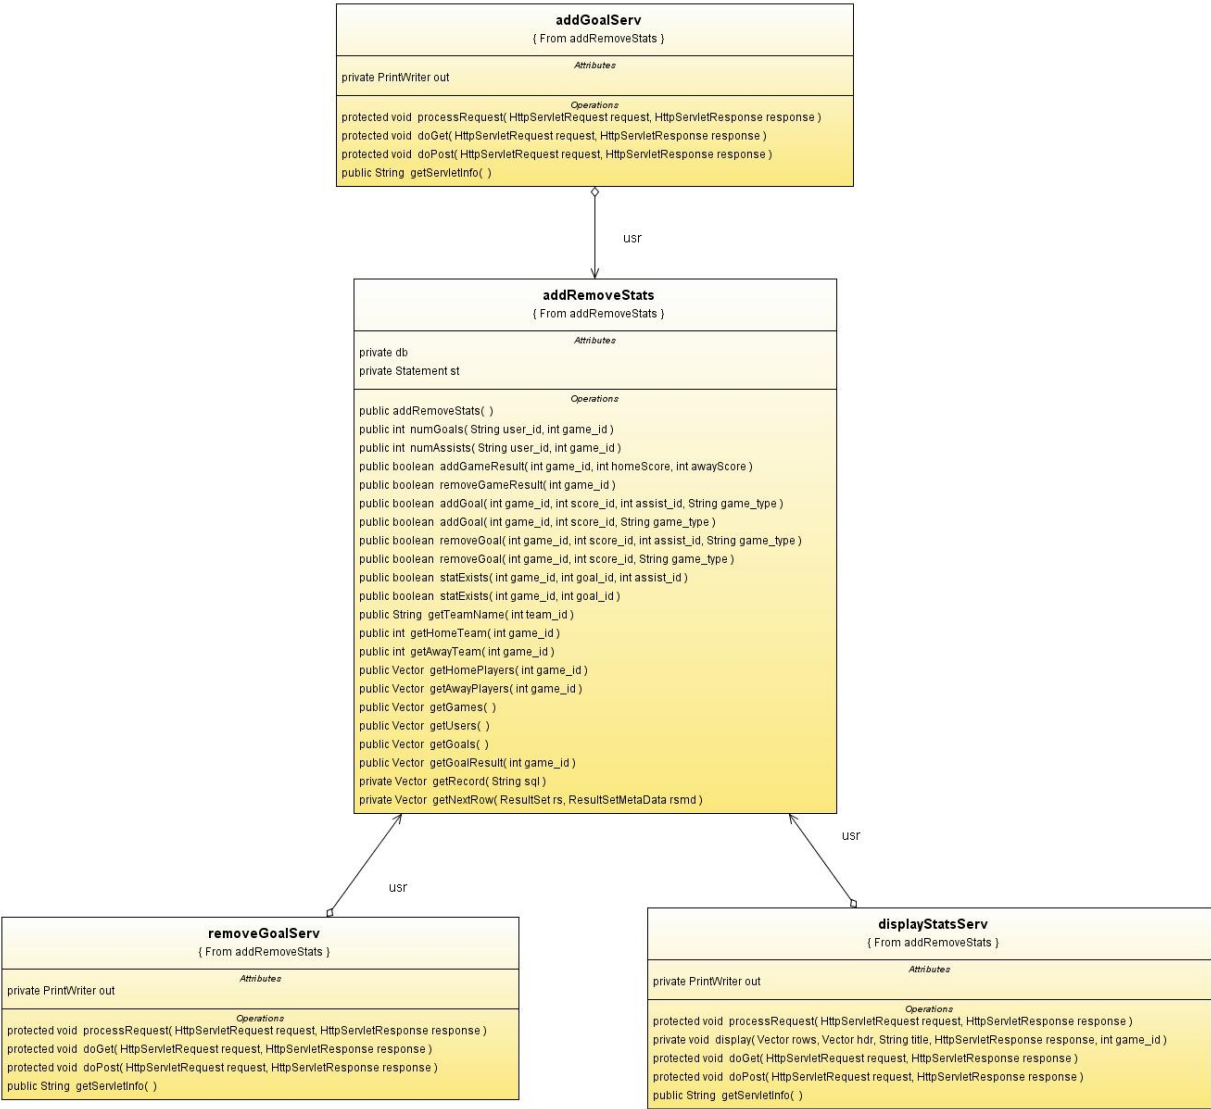 addGoalServ
{ From addRemoveStats }
Attributes
private PrintWriter out
Operations
protected void processRequest( HttpServletRequest request, HttpServletResponse response )
protected void doGet( HttpServletRequest request, HttpServletResponse response )
protected void doPost( HttpServletRequest request, HttpServletResponse response )
public String getServletInfo( )
usr
addRemoveStats
{ From addRemoveStats }
Attributes
private db
private Statement st
Operations
public addRemoveStats( )
public int numGoals( String user_id, int game_id )
public int numAssists( String user_id, int game_id )
public boolean addGameResult( int game_id, int homeScore, int awayScore )
public boolean removeGameResult( int game_id )
public boolean addGoal( int game_id, int score_id, int assist_id, String game_type )
public boolean addGoal( int game_id, int score_id, String game_type )
public boolean removeGoal( int game_id, int score_id, int assist_id, String game_type )
public boolean removeGoal( int game_id, int score_id, String game_type )
public boolean statExists( int game_id, int goal_id, int assist_id )
public boolean statExists( int game_id, int goal_id )
public String getTeamName( int team_id )
public int getHomeTeam( int game_id )
public int getAwayTeam( int game_id )
public Vector getHomePlayers( int game_id )
public Vector getAwayPlayers( int game_id )
public Vector getGames( )
public Vector getUsers( )
public Vector getGoals( )
public Vector getGoalResult( int game_id )
private Vector getRecord( String sql )
private Vector getNextRow( ResultSet rs, ResultSetMetaData rsmd )
usr
usr
removeGoalServ
{ From addRemoveStats }
Attributes
private PrintWriter out
Operations
protected void processRequest( HttpServletRequest request, HttpServletResponse response )
protected void doGet( HttpServletRequest request, HttpServletResponse response )
protected void doPost( HttpServletRequest request, HttpServletResponse response )
public String getServletInfo( )
displayStatsServ
{ From addRemoveStats }
Attributes
private PrintWriter out
Operations
protected void processRequest( HttpServletRequest request, HttpServletResponse response )
private void display( Vector rows, Vector hdr, String title, HttpServletResponse response, int game_id )
protected void doGet( HttpServletRequest request, HttpServletResponse response )
protected void doPost( HttpServletRequest request, HttpServletResponse response )
public String getServletInfo( )